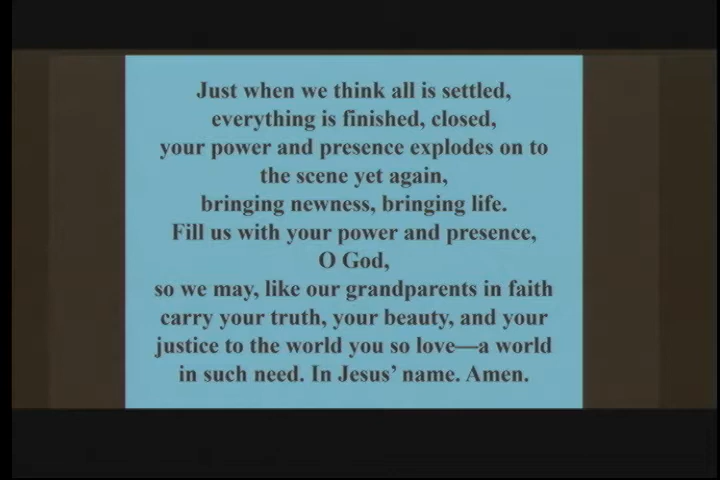 Just when we think all is settled,
everything is finished, closed,
your power and presence explodes on to
the scene yet again,
bringing newness, bringing life.
Fill us with your power and presence,
O God,
so we may, like our grandparents in faith
carry your truth, your beauty, and your
justice to the world you so love—a world
in such need. In Jesus’ name. Amen.